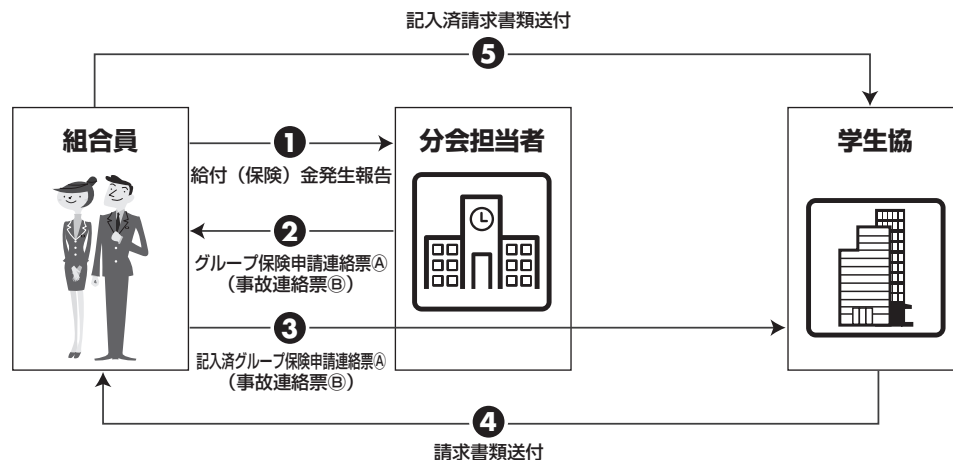 記入済請求書類送付
❺
組合員
❶
給付（保険）金発生報告
❷
グループ保険申請連絡票Ⓐ
（事故連絡票Ⓑ）
❸
記入済グループ保険申請連絡票Ⓐ
（事故連絡票Ⓑ）
分会担当者
学生協
❹
請求書類送付